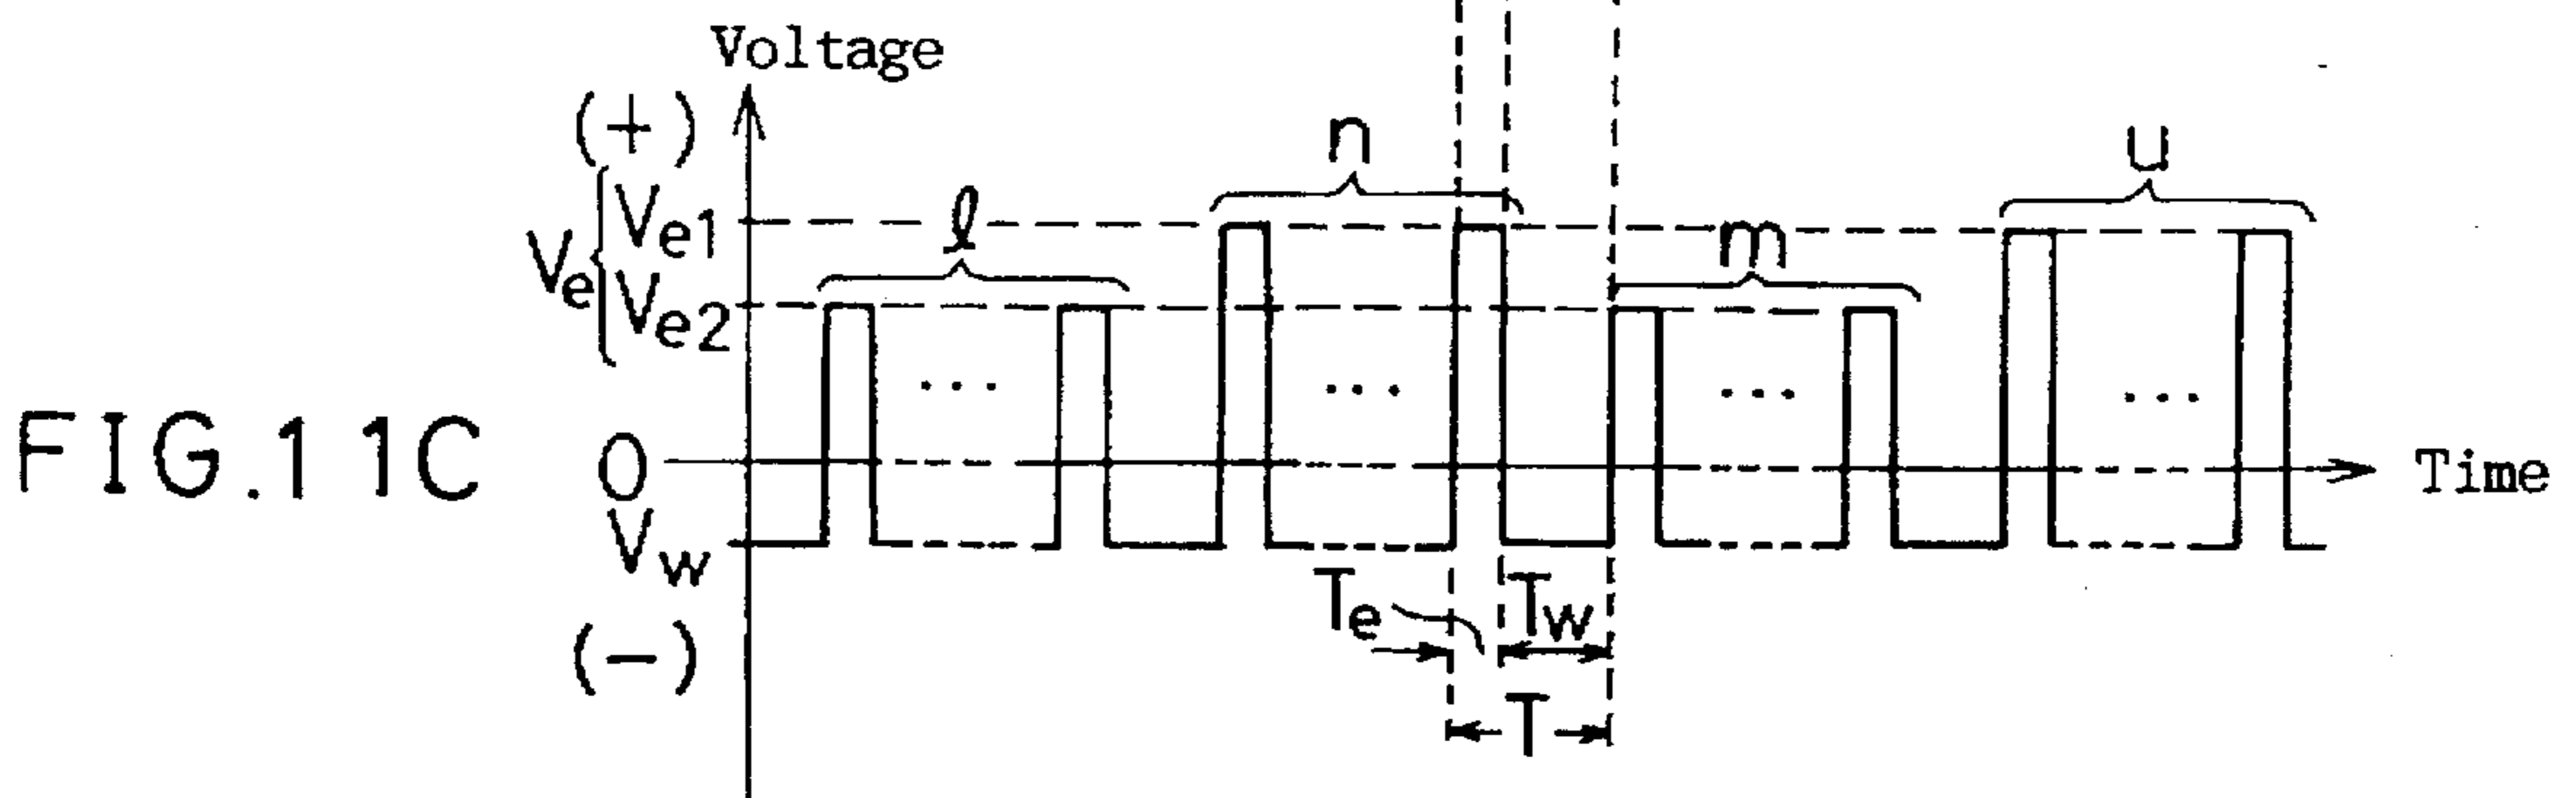 Voltage
(+)
n
u
Ve1
ℓ
Ve
m
Ve2
...
...
...
...
FIG.11C
0
Time
Vw
Te
Tw
(−)
T